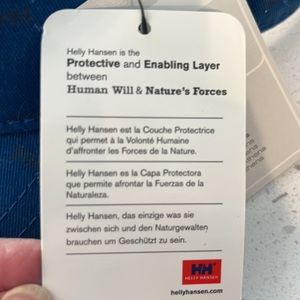 Helly Hansen is the
Protective and Enabling Layer
between
Human Will & Nature's Forces
Helly Hansen est la Couche Protectrice
qui permet à la Volonté Humaine
d'affronter les Forces de la Nature.
Helly Hansen es la Capa Protectora
que permite afrontar la Fuerzas de la
Naturaleza.
Helly Hansen, das einzige was sie
zwischen sich und den Naturgewalten
brauchen um Geschützt zu sein.
HH
HELLY HANSEN
hellyhansen.com